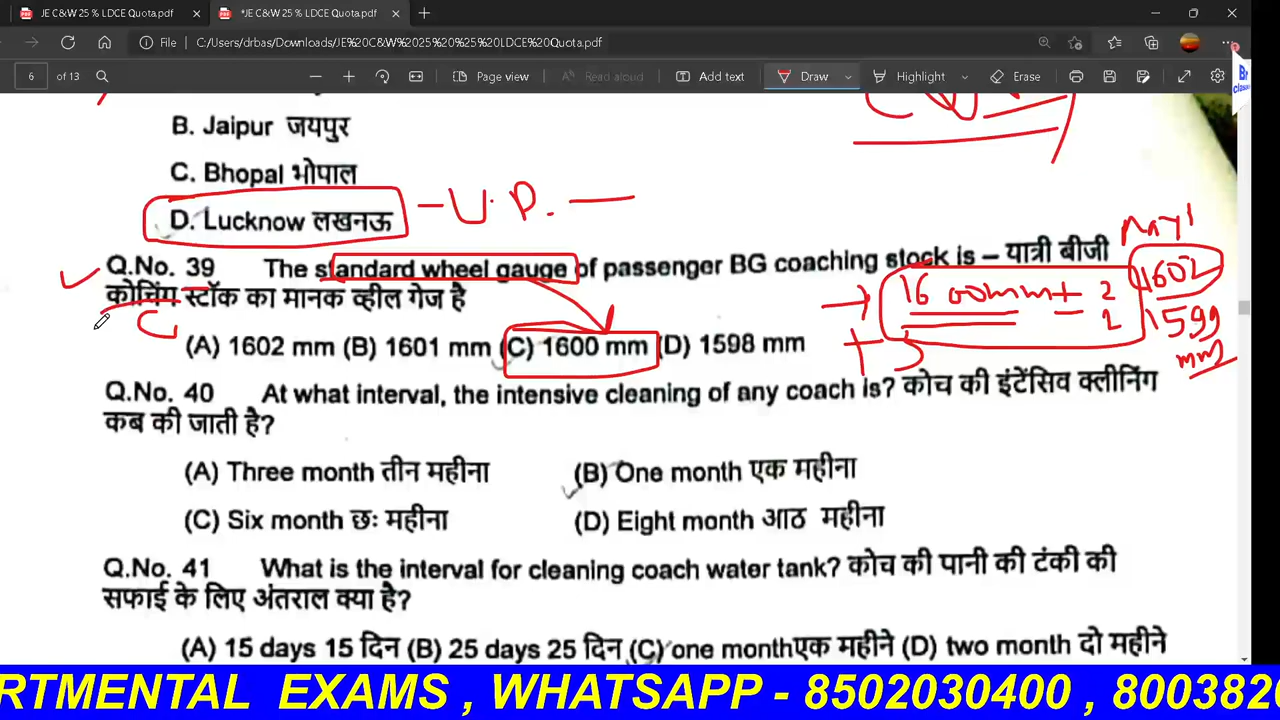 JE C&W 25 % LDCE Quota.pdf
*JE C&W 25 % LDCE Quota.pdf
File C:/Users/drbas/Downloads/JE%20C&W%2025%20%25%20LDCE%20Quota.pdf
6 of 13 Page view Read aloud Add text Draw Highlight Erase
B. Jaipur जयपुर
C. Bhopal भोपाल
D. Lucknow लखनऊ
U.P.
Q.No. 39 The standard wheel gauge of passenger BG coaching stock is – यात्री बीजी
कोचिंग स्टॉक का मानक व्हील गेज है
1600mm + 2
1602
1599
mm
(A) 1602 mm (B) 1601 mm (C) 1600 mm (D) 1598 mm
Q.No. 40 At what interval, the intensive cleaning of any coach is? कोच की इंटेंसिव क्लीनिंग
कब की जाती है?
(A) Three month तीन महीना (B) One month एक महीना
(C) Six month छः महीना (D) Eight month आठ महीना
Q.No. 41 What is the interval for cleaning coach water tank? कोच की पानी की टंकी की
सफाई के लिए अंतराल क्या है?
(A) 15 days 15 दिन (B) 25 days 25 दिन (C) one month एक महीने (D) two month दो महीने
RTMENTAL EXAMS , WHATSAPP - 8502030400 , 8003820